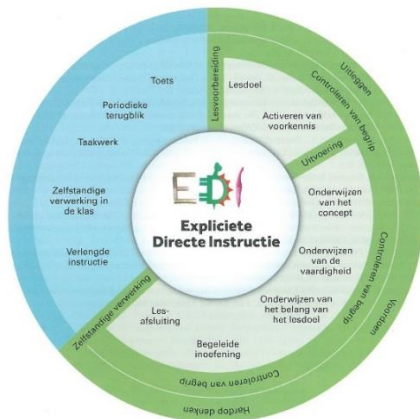 Toets
Periodieke
terugblik
Taakwerk
Zelfstandige
verwerking in
de klas
Verlengde
instructie
Lesvoorbereiding
Lesdoel
Activeren van
voorkennis
Uitvoering
Onderwijzen
van het
concept
Onderwijzen
van de
vaardigheid
Onderwijzen van
het belang van
het lesdoel
Begeleide
inoefening
Les-
afsluiting
Zelfstandige verwerking
EDI
Expliciete
Directe Instructie
Controleren van begrip
Controleren van begrip
Controleren van begrip
Uitleggen
Voordoen
Hardop denken